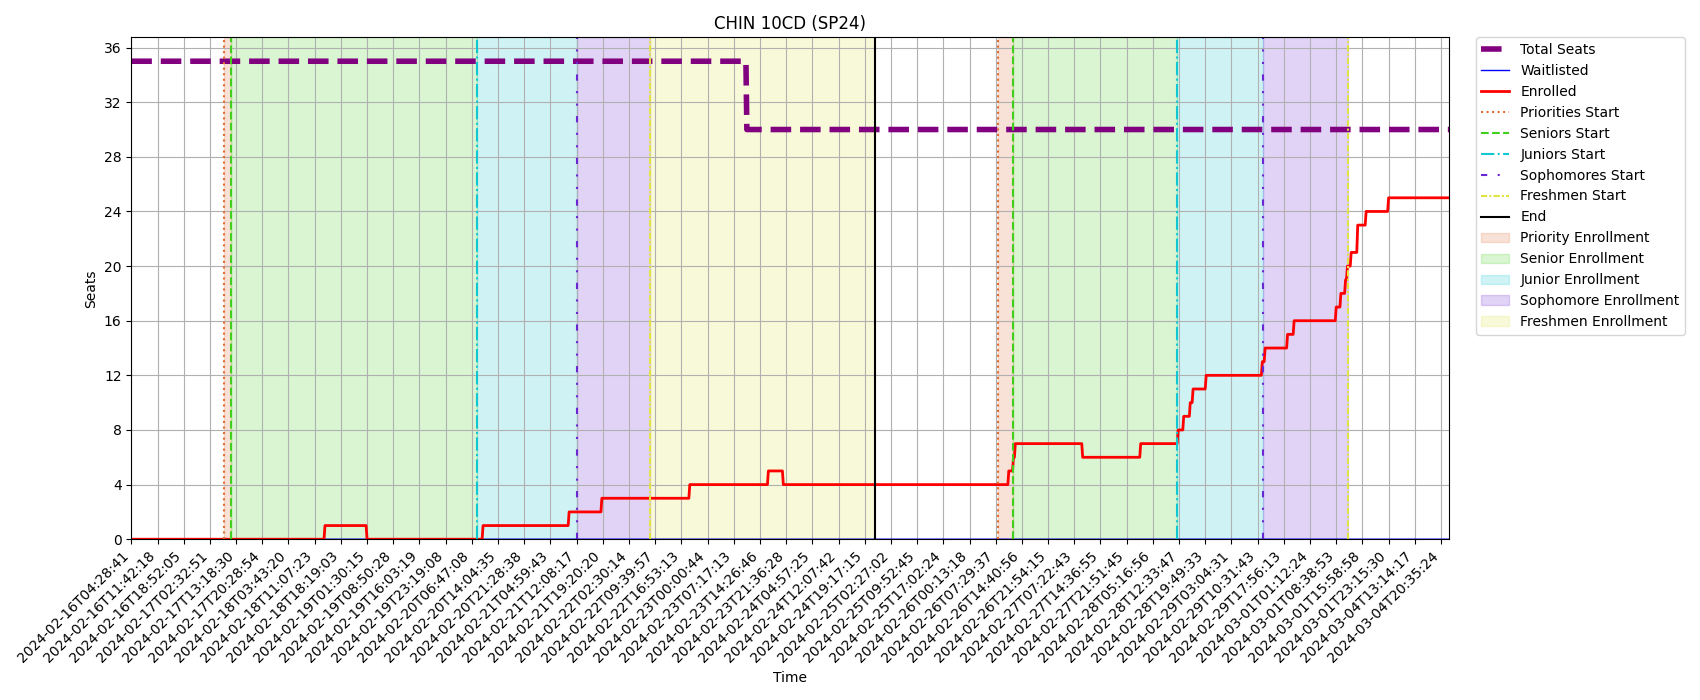 CHIN 10CD (SP24)
36
32
28
24
20
16
12
8
4
0
Seats
2024-02-16T04:28:41
2024-02-16T11:42:18
2024-02-16T18:52:05
2024-02-17T02:32:51
2024-02-17T13:18:30
2024-02-17T20:28:54
2024-02-18T03:43:20
2024-02-18T11:07:23
2024-02-18T18:19:03
2024-02-19T01:30:15
2024-02-19T08:50:28
2024-02-19T16:03:19
2024-02-19T23:19:08
2024-02-20T06:47:08
2024-02-20T14:04:35
2024-02-20T21:28:38
2024-02-21T04:59:43
2024-02-21T12:08:17
2024-02-21T19:20:20
2024-02-22T02:30:14
2024-02-22T09:39:57
2024-02-22T16:53:13
2024-02-23T00:00:44
2024-02-23T07:17:13
2024-02-23T14:26:46
2024-02-23T21:36:28
2024-02-24T04:57:25
2024-02-24T12:07:42
2024-02-24T19:17:15
2024-02-25T02:27:02
2024-02-25T09:52:45
2024-02-25T17:02:24
2024-02-26T00:13:18
2024-02-26T07:29:37
2024-02-26T14:40:56
2024-02-26T21:54:15
2024-02-27T07:22:43
2024-02-27T14:36:55
2024-02-27T21:51:45
2024-02-28T05:16:56
2024-02-28T12:33:47
2024-02-28T19:49:33
2024-02-29T03:04:31
2024-02-29T10:31:43
2024-02-29T17:56:13
2024-03-01T01:12:24
2024-03-01T08:38:53
2024-03-01T15:58:58
2024-03-01T23:15:30
2024-03-04T13:14:17
2024-03-04T20:35:24
Time
Total Seats
Waitlisted
Enrolled
Priorities Start
Seniors Start
Juniors Start
Sophomores Start
Freshmen Start
End
Priority Enrollment
Senior Enrollment
Junior Enrollment
Sophomore Enrollment
Freshmen Enrollment